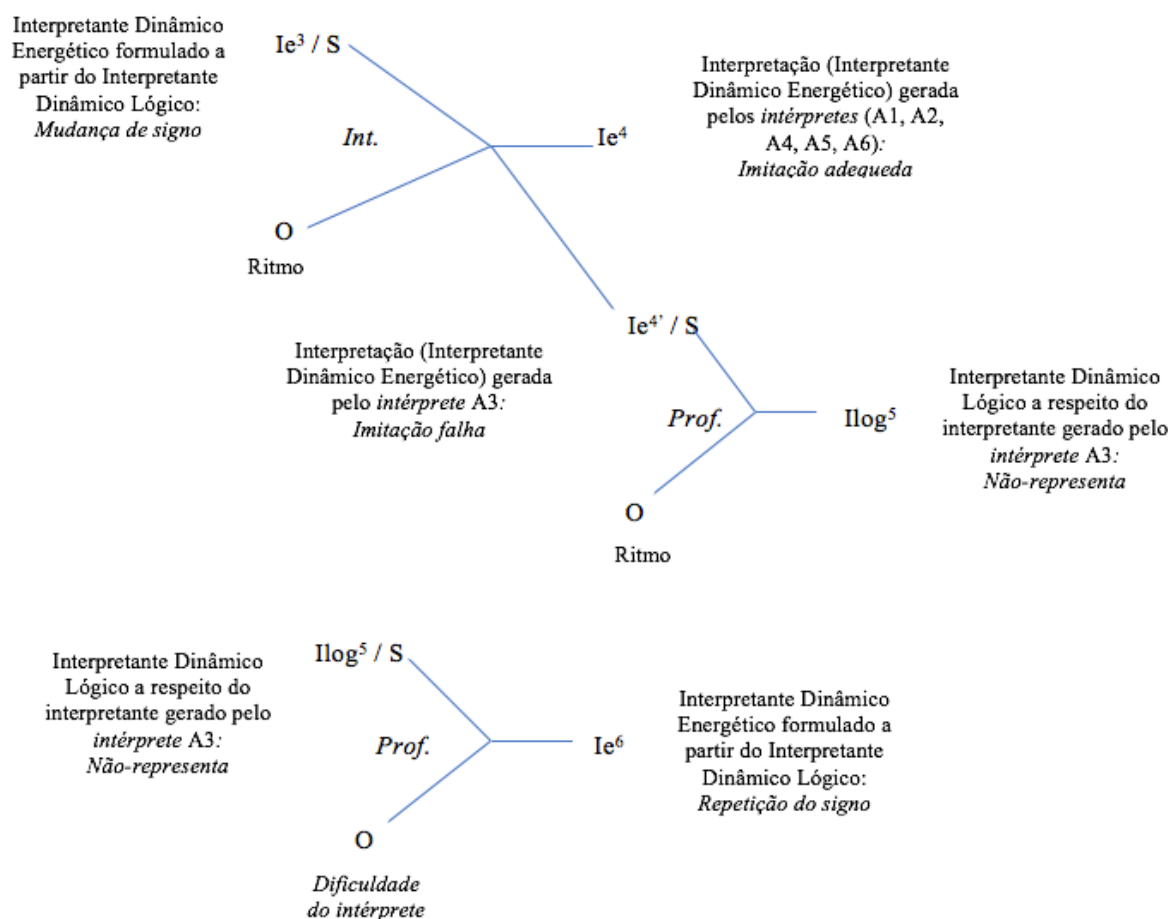 Interpretante Dinâmico
Energético formulado a
partir do Interpretante
Dinâmico Lógico:
Mudança de signo
Ie³ / S
Int.
O
Ritmo
Ie⁴
Interpretação (Interpretante
Dinâmico Energético) gerada
pelos intérpretes (A1, A2,
A4, A5, A6):
Imitação adequeda
Interpretação (Interpretante
Dinâmico Energético) gerada
pelo intérprete A3:
Imitação falha
Ie⁴’ / S
Prof.
O
Ritmo
Ilog⁵
Interpretante Dinâmico
Lógico a respeito do
interpretante gerado pelo
intérprete A3:
Não-representa
Interpretante Dinâmico
Lógico a respeito do
interpretante gerado pelo
intérprete A3:
Não-representa
Ilog⁵ / S
Prof.
O
Dificuldade
do intérprete
Ie⁶
Interpretante Dinâmico
Energético formulado a
partir do Interpretante
Dinâmico Lógico:
Repetição do signo